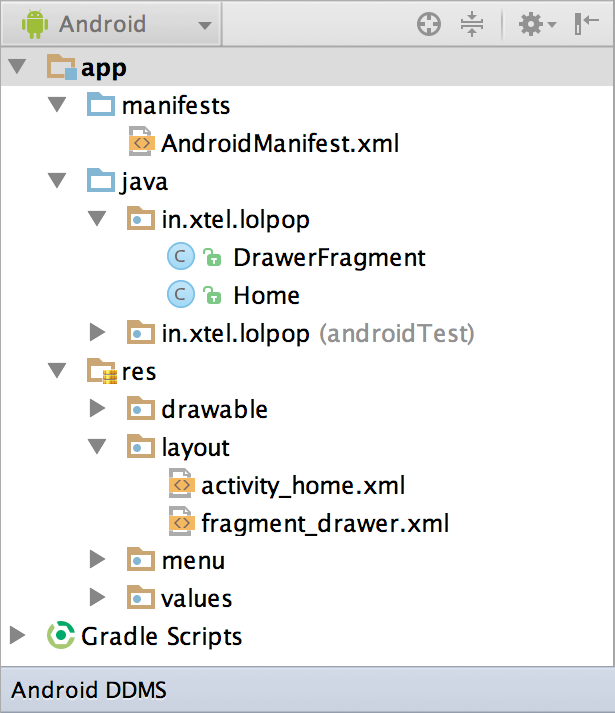 Android
app
manifests
AndroidManifest.xml
java
in.xtel.lolpop
DrawerFragment
Home
in.xtel.lolpop (androidTest)
res
drawable
layout
activity_home.xml
fragment_drawer.xml
menu
values
Gradle Scripts
Android DDMS